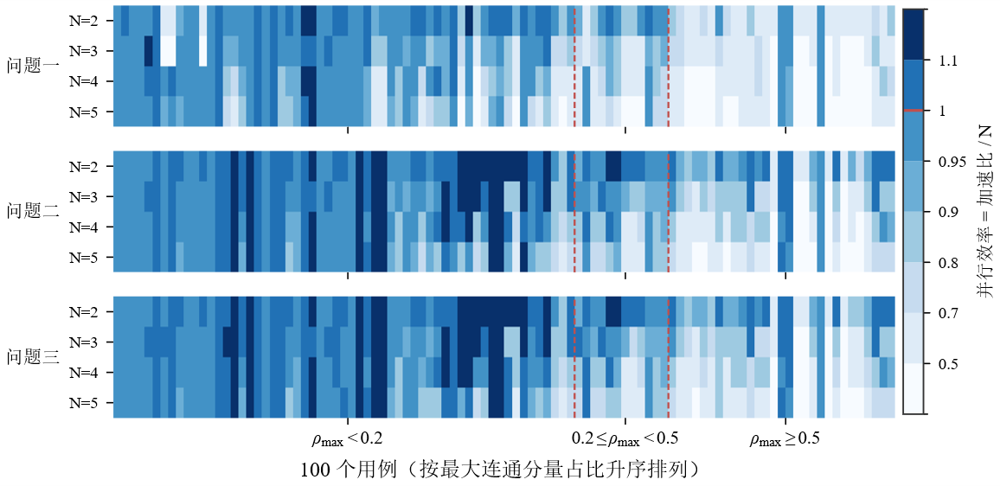 问题一
N=2
N=3
N=4
N=5
问题二
N=2
N=3
N=4
N=5
问题三
N=2
N=3
N=4
N=5
ρmax < 0.2
0.2 ≤ ρmax < 0.5
ρmax ≥ 0.5
100 个用例（按最大连通分量占比升序排列）
1.1
1
0.95
0.9
0.8
0.7
0.5
并行效率 = 加速比 / N